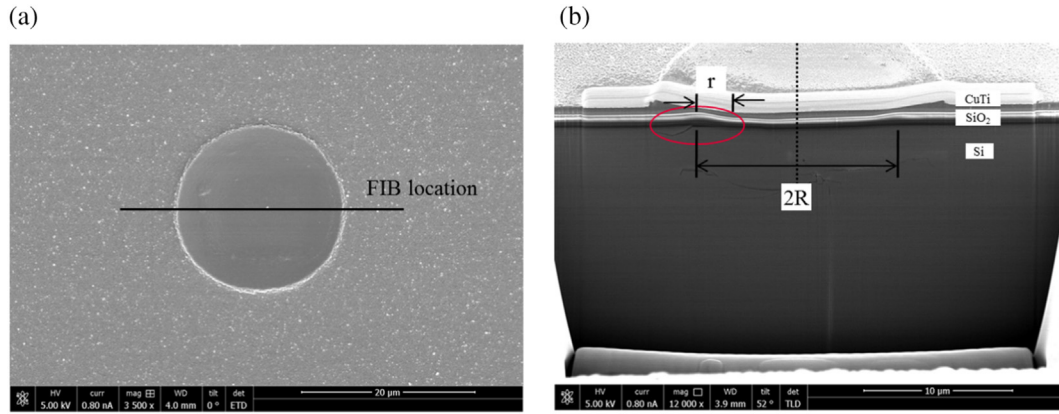 (a)
(b)
FIB location
r
CuTi
SiO₂
Si
2R
HV curr mag WD tilt det
5.00 kV 0.80 nA 3 500 x 4.0 mm 0° ETD
20 μm
HV curr mag WD tilt det
5.00 kV 0.80 nA 12 000 x 3.9 mm 52° TLD
10 μm